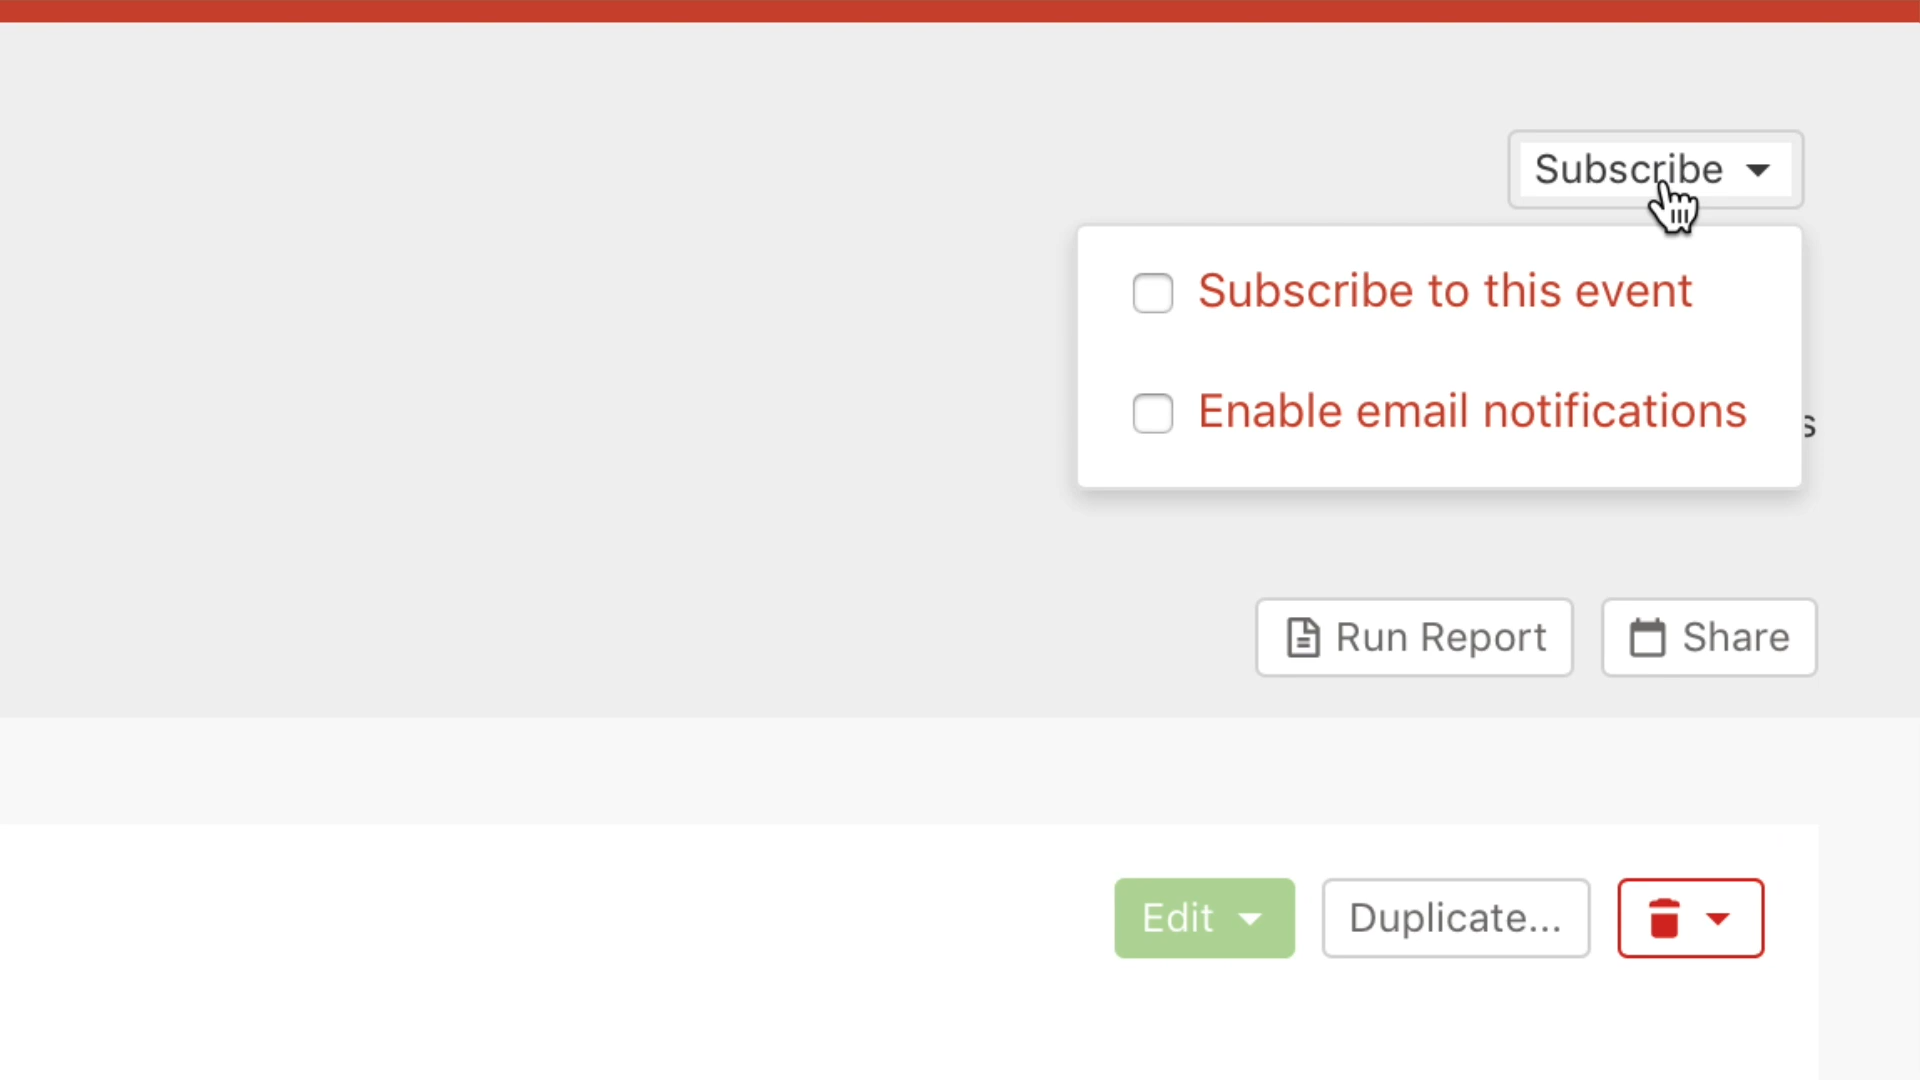 Subscribe
Subscribe to this event
Enable email notifications
s
Run Report
Share
Edit
Duplicate...